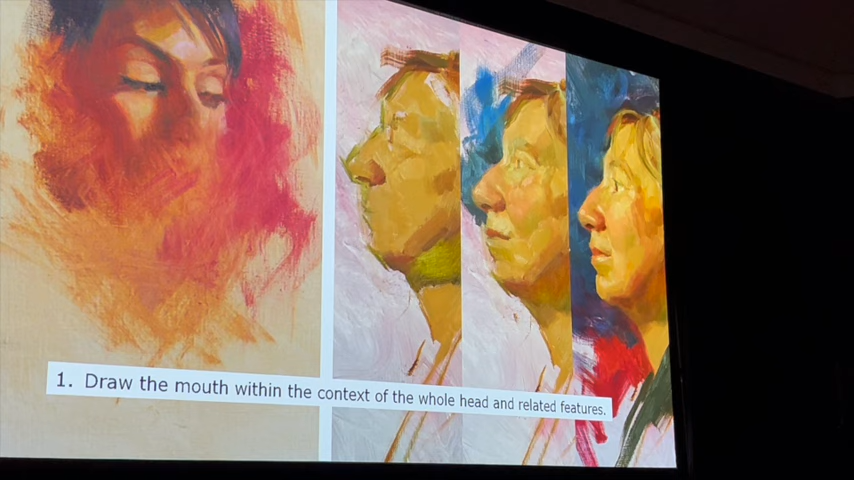 1. Draw the mouth within the context of the whole head and related features.